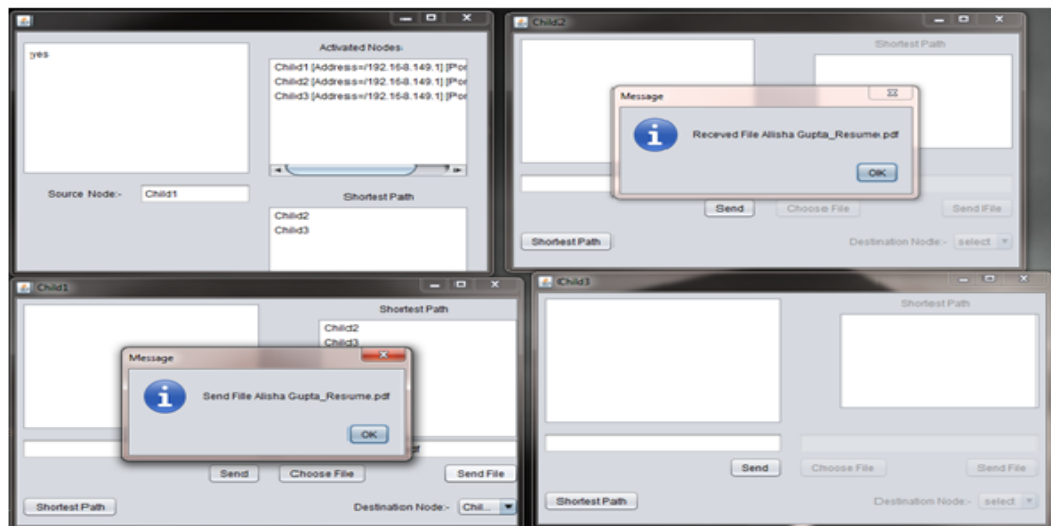 yes
Activated Nodes:
Child1 [Address=/192.168.149.1] [Por
Child2 [Address=/192.168.149.1] [Por
Child3 [Address=/192.168.149.1] [Por
Source Node:-
Child1
Shortest Path
Child2
Child3
Child2
Shortest Path
Message
Receved File Alisha Gupta_Resume.pdf
OK
Send
Choose File
Send File
Shortest Path
Destination Node:-
select
Child1
Shortest Path
Child2
Child3
Message
Send File Alisha Gupta_Resume.pdf
OK
Send
Choose File
Send File
Shortest Path
Destination Node:-
Chil...
Child3
Shortest Path
Send
Choose File
Send File
Shortest Path
Destination Node:-
select